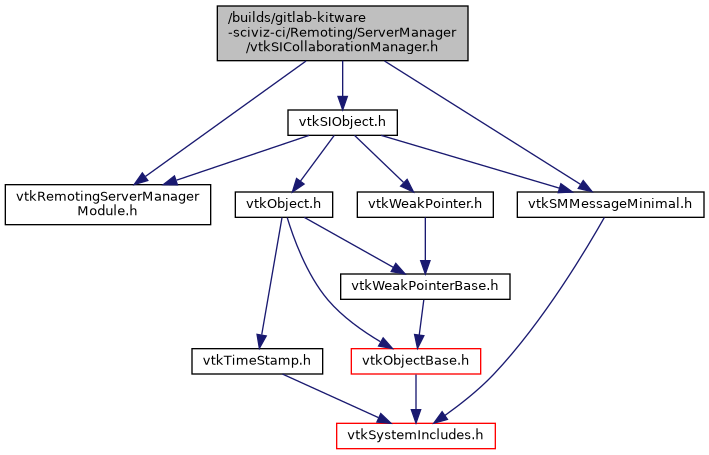 /builds/gitlab-kitware
-sciviz-ci/Remoting/ServerManager
/vtkSICollaborationManager.h
vtkSIObject.h
vtkRemotingServerManager
Module.h
vtkObject.h
vtkWeakPointer.h
vtkSMMessageMinimal.h
vtkWeakPointerBase.h
vtkTimeStamp.h
vtkObjectBase.h
vtkSystemIncludes.h